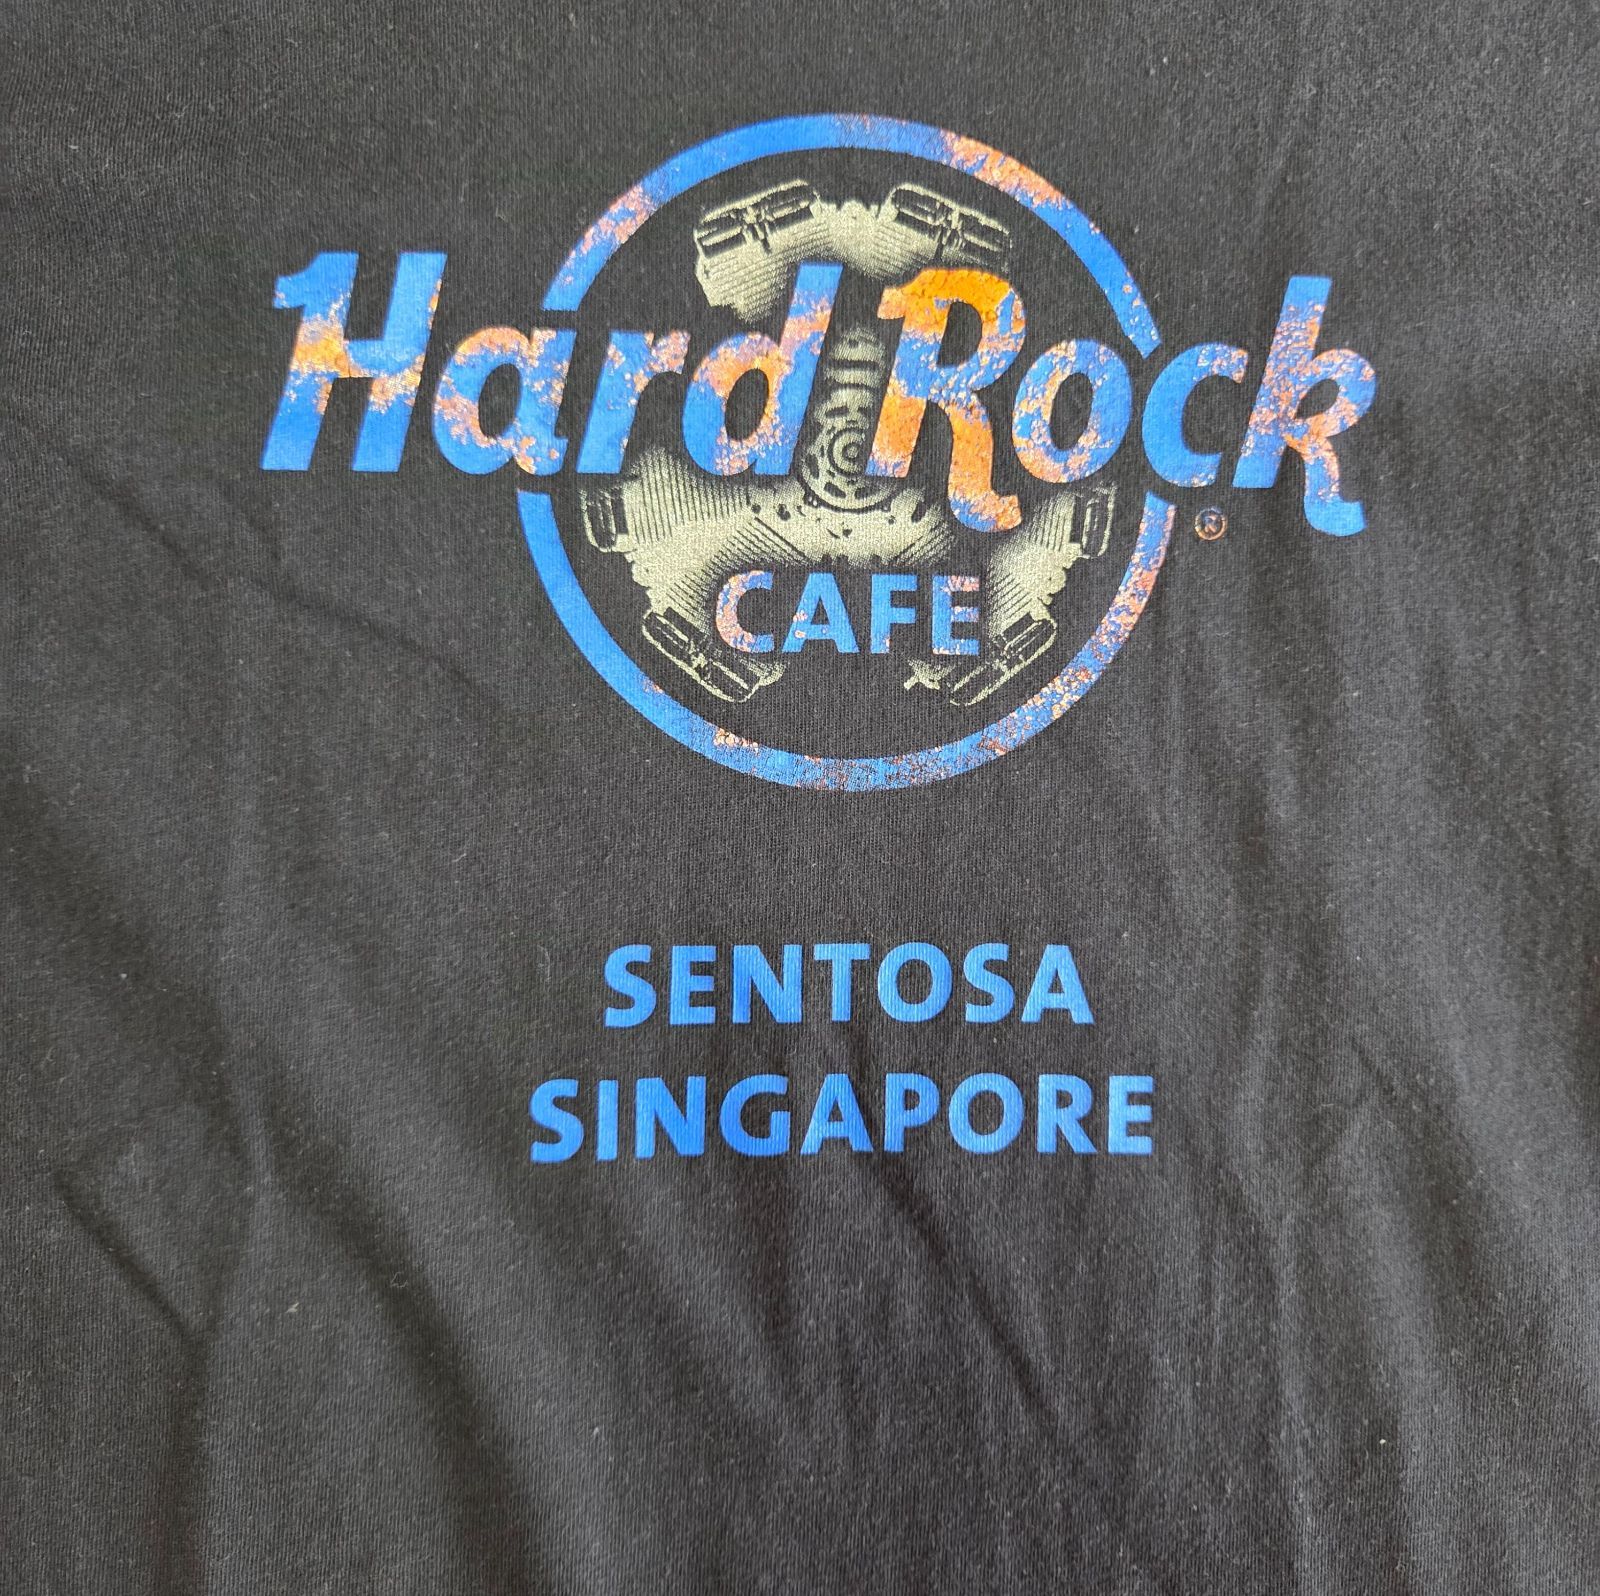 Hard Rock
®
CAFE
SENTOSA
SINGAPORE